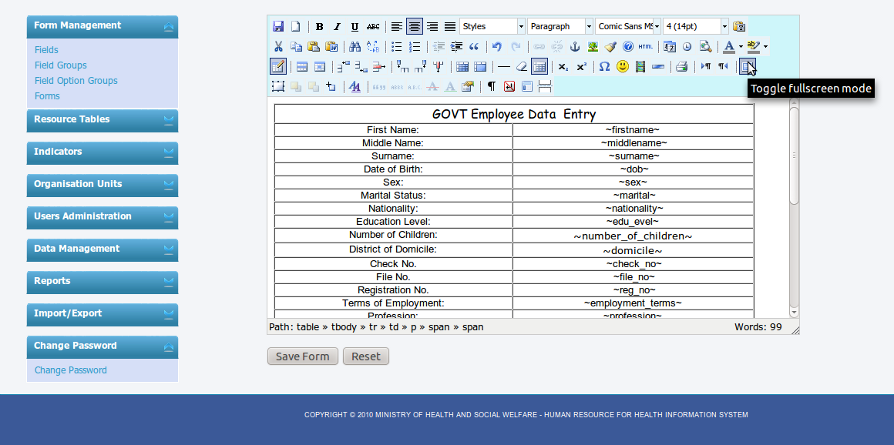 Form Management
Fields
Field Groups
Field Option Groups
Forms
Resource Tables
Indicators
Organisation Units
Users Administration
Data Management
Reports
Import/Export
Change Password
Change Password
B I U ABC Styles Paragraph Comic Sans MS 4 (14pt)
HTML
Toggle fullscreen mode
GOVT Employee Data Entry
First Name: ~firstname~
Middle Name: ~middlename~
Surname: ~surname~
Date of Birth: ~dob~
Sex: ~sex~
Marital Status: ~marital~
Nationality: ~nationality~
Education Level: ~edu_evel~
Number of Children: ~number_of_children~
District of Domicile: ~domicile~
Check No. ~check_no~
File No. ~file_no~
Registration No. ~reg_no~
Terms of Employment: ~employment_terms~
Profession: ~profession~
Path: table » tbody » tr » td » p » span » span Words: 99
Save Form Reset
COPYRIGHT © 2010 MINISTRY OF HEALTH AND SOCIAL WELFARE - HUMAN RESOURCE FOR HEALTH INFORMATION SYSTEM